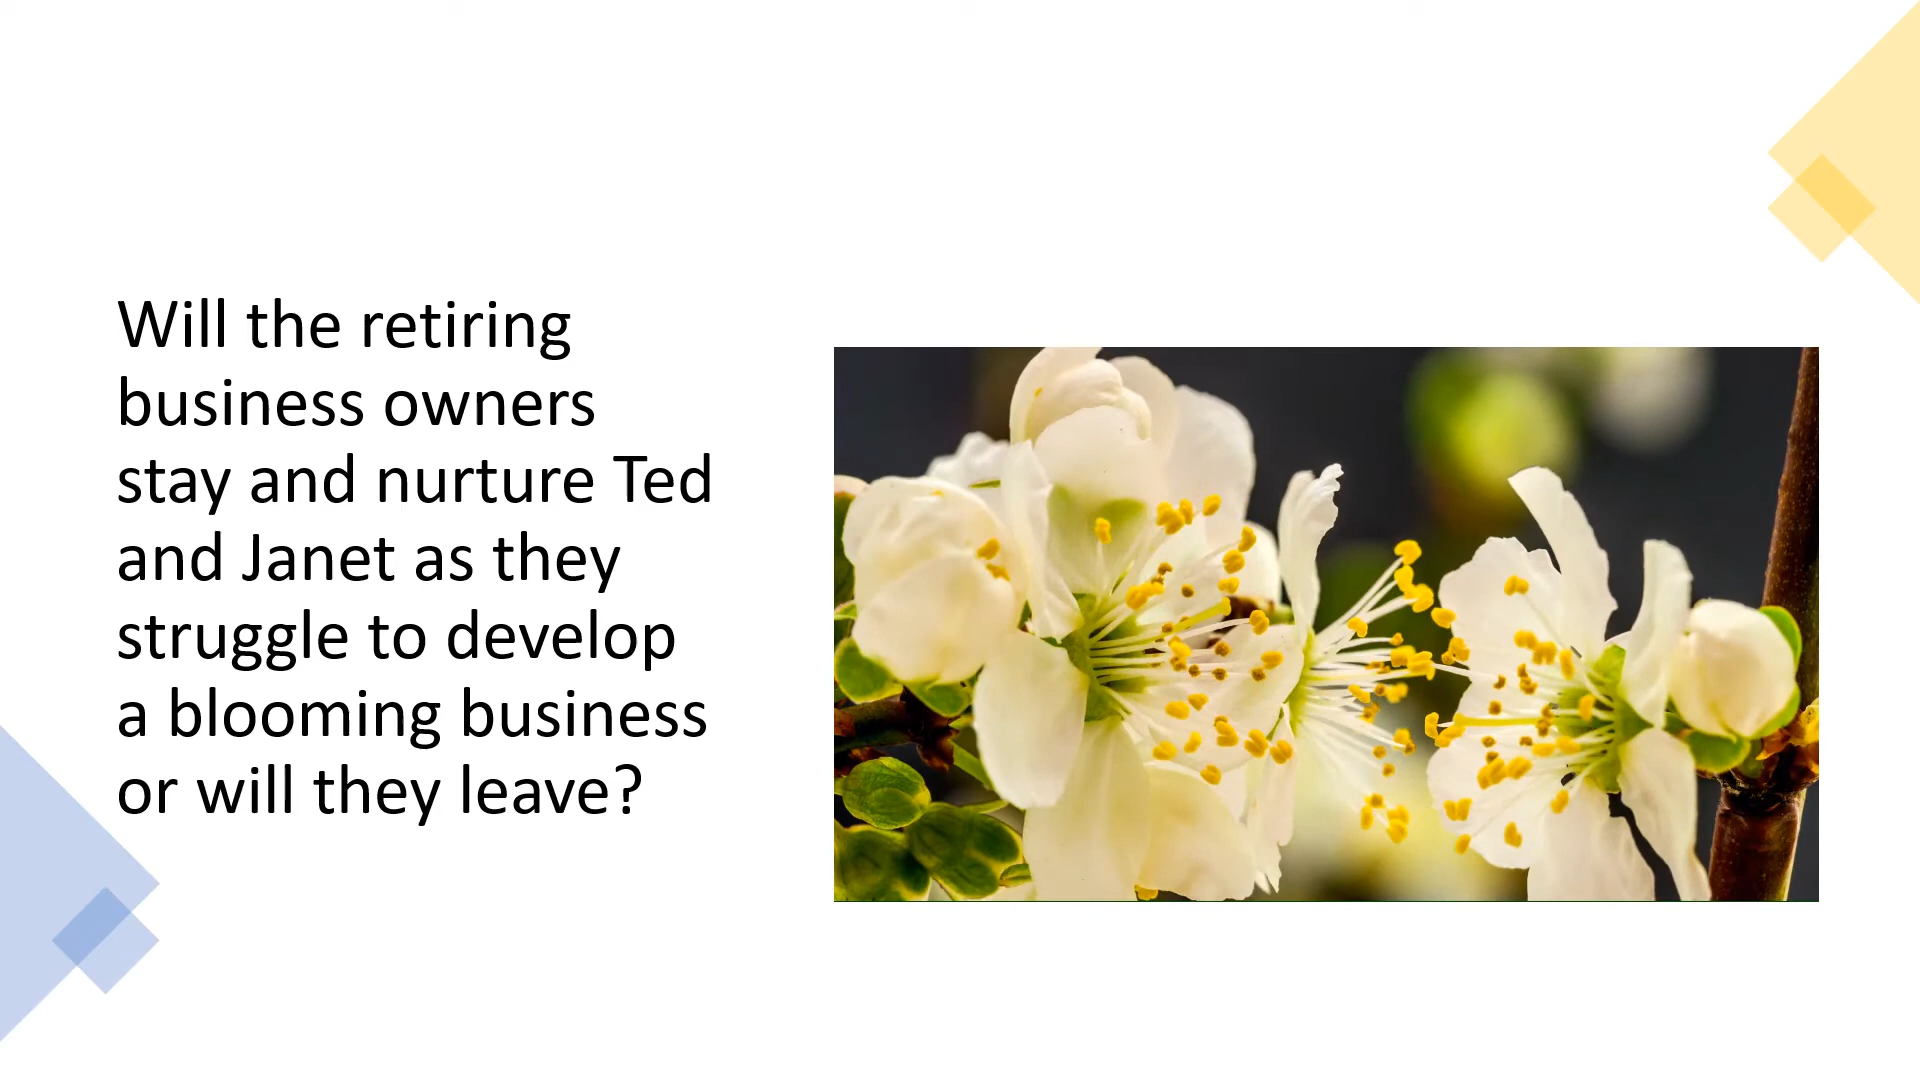 Will the retiring
business owners
stay and nurture Ted
and Janet as they
struggle to develop
a blooming business
or will they leave?